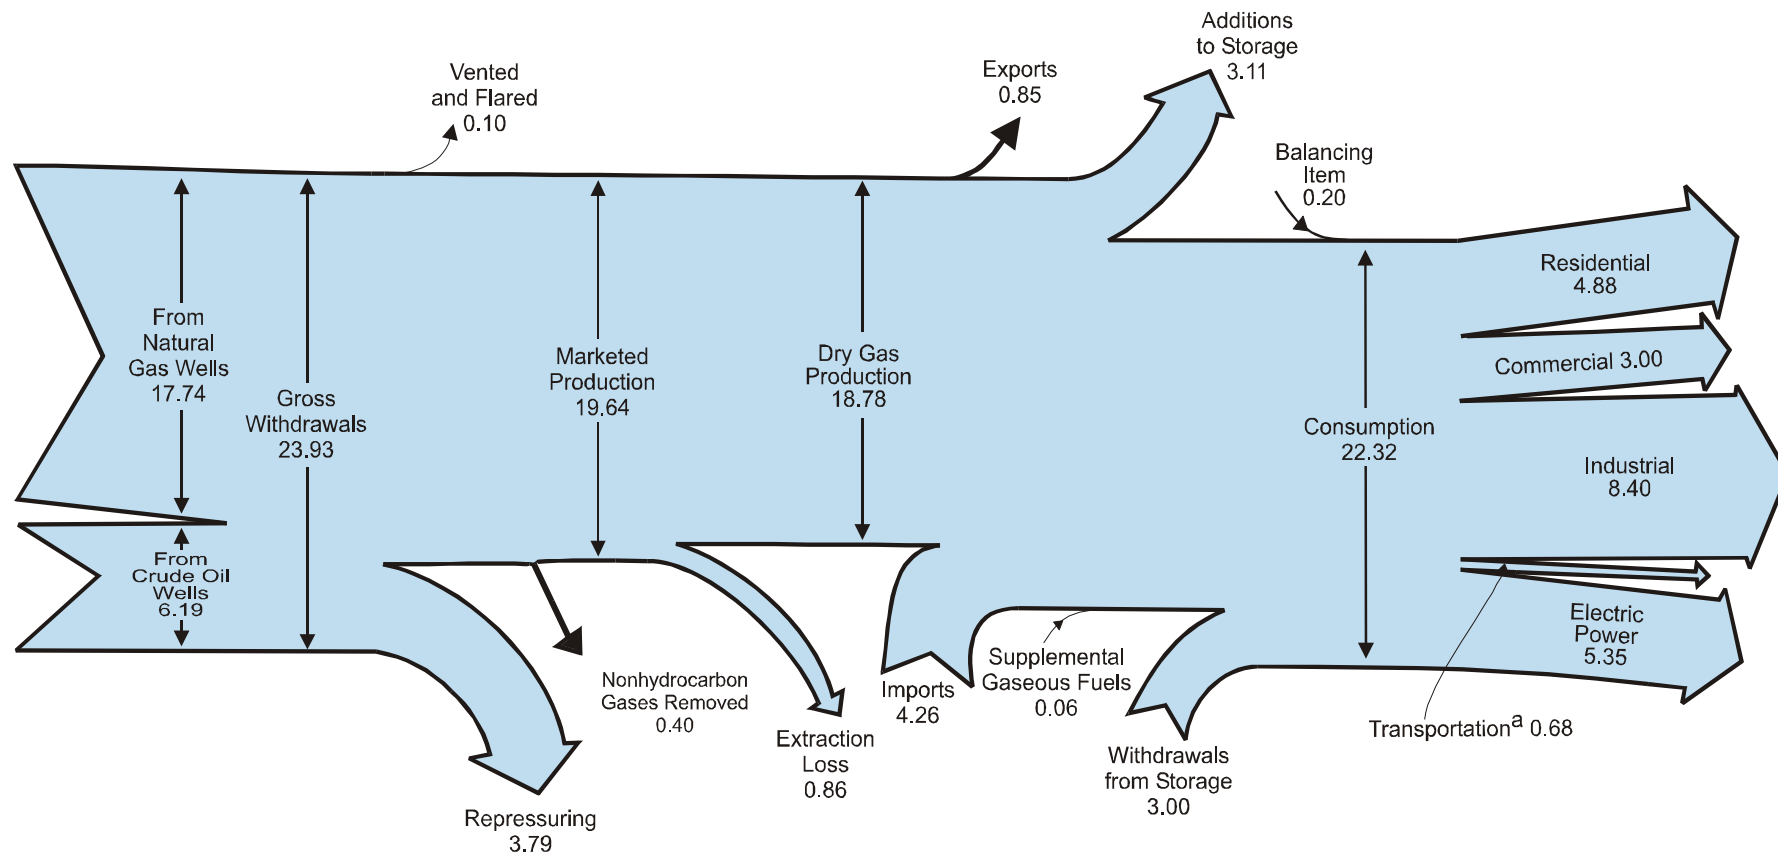 Additions
to Storage
3.11
Vented
and Flared
0.10
Exports
0.85
Balancing
Item
0.20
Residential
4.88
From
Natural
Gas Wells
17.74
Gross
Withdrawals
23.93
Marketed
Production
19.64
Dry Gas
Production
18.78
Commercial 3.00
Consumption
22.32
Industrial
8.40
From
Crude Oil
Wells
6.19
Electric
Power
5.35
Nonhydrocarbon
Gases Removed
0.40
Imports
4.26
Supplemental
Gaseous Fuels
0.06
Transportationa 0.68
Extraction
Loss
0.86
Withdrawals
from Storage
3.00
Repressuring
3.79